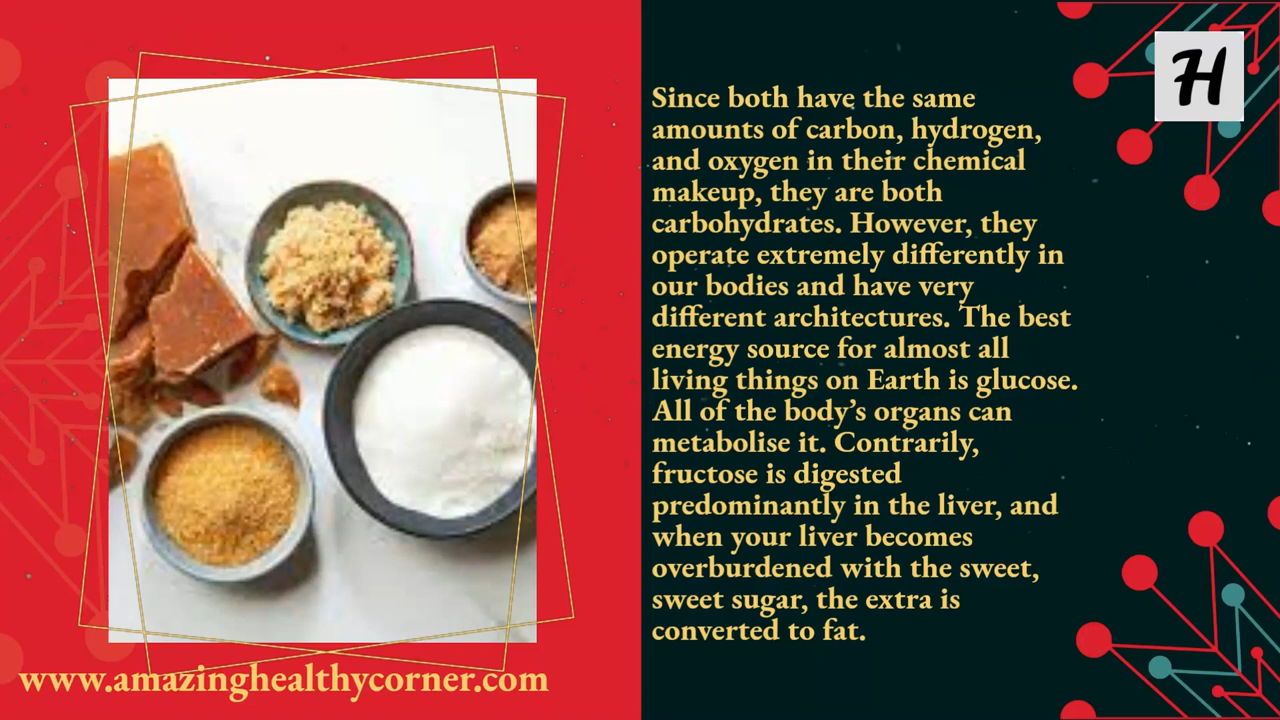 Since both have the same
amounts of carbon, hydrogen,
and oxygen in their chemical
makeup, they are both
carbohydrates. However, they
operate extremely differently in
our bodies and have very
different architectures. The best
energy source for almost all
living things on Earth is glucose.
All of the body’s organs can
metabolise it. Contrarily,
fructose is digested
predominantly in the liver, and
when your liver becomes
overburdened with the sweet,
sweet sugar, the extra is
converted to fat.
H
www.amazinghealthycorner.com